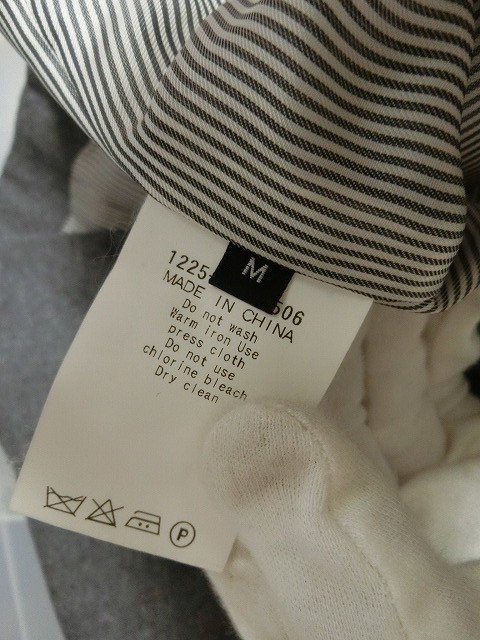 M
1225- 506
MADE IN CHINA
Do not wash
Warm iron Use
press cloth
Do not use
chlorine bleach
Dry clean
P